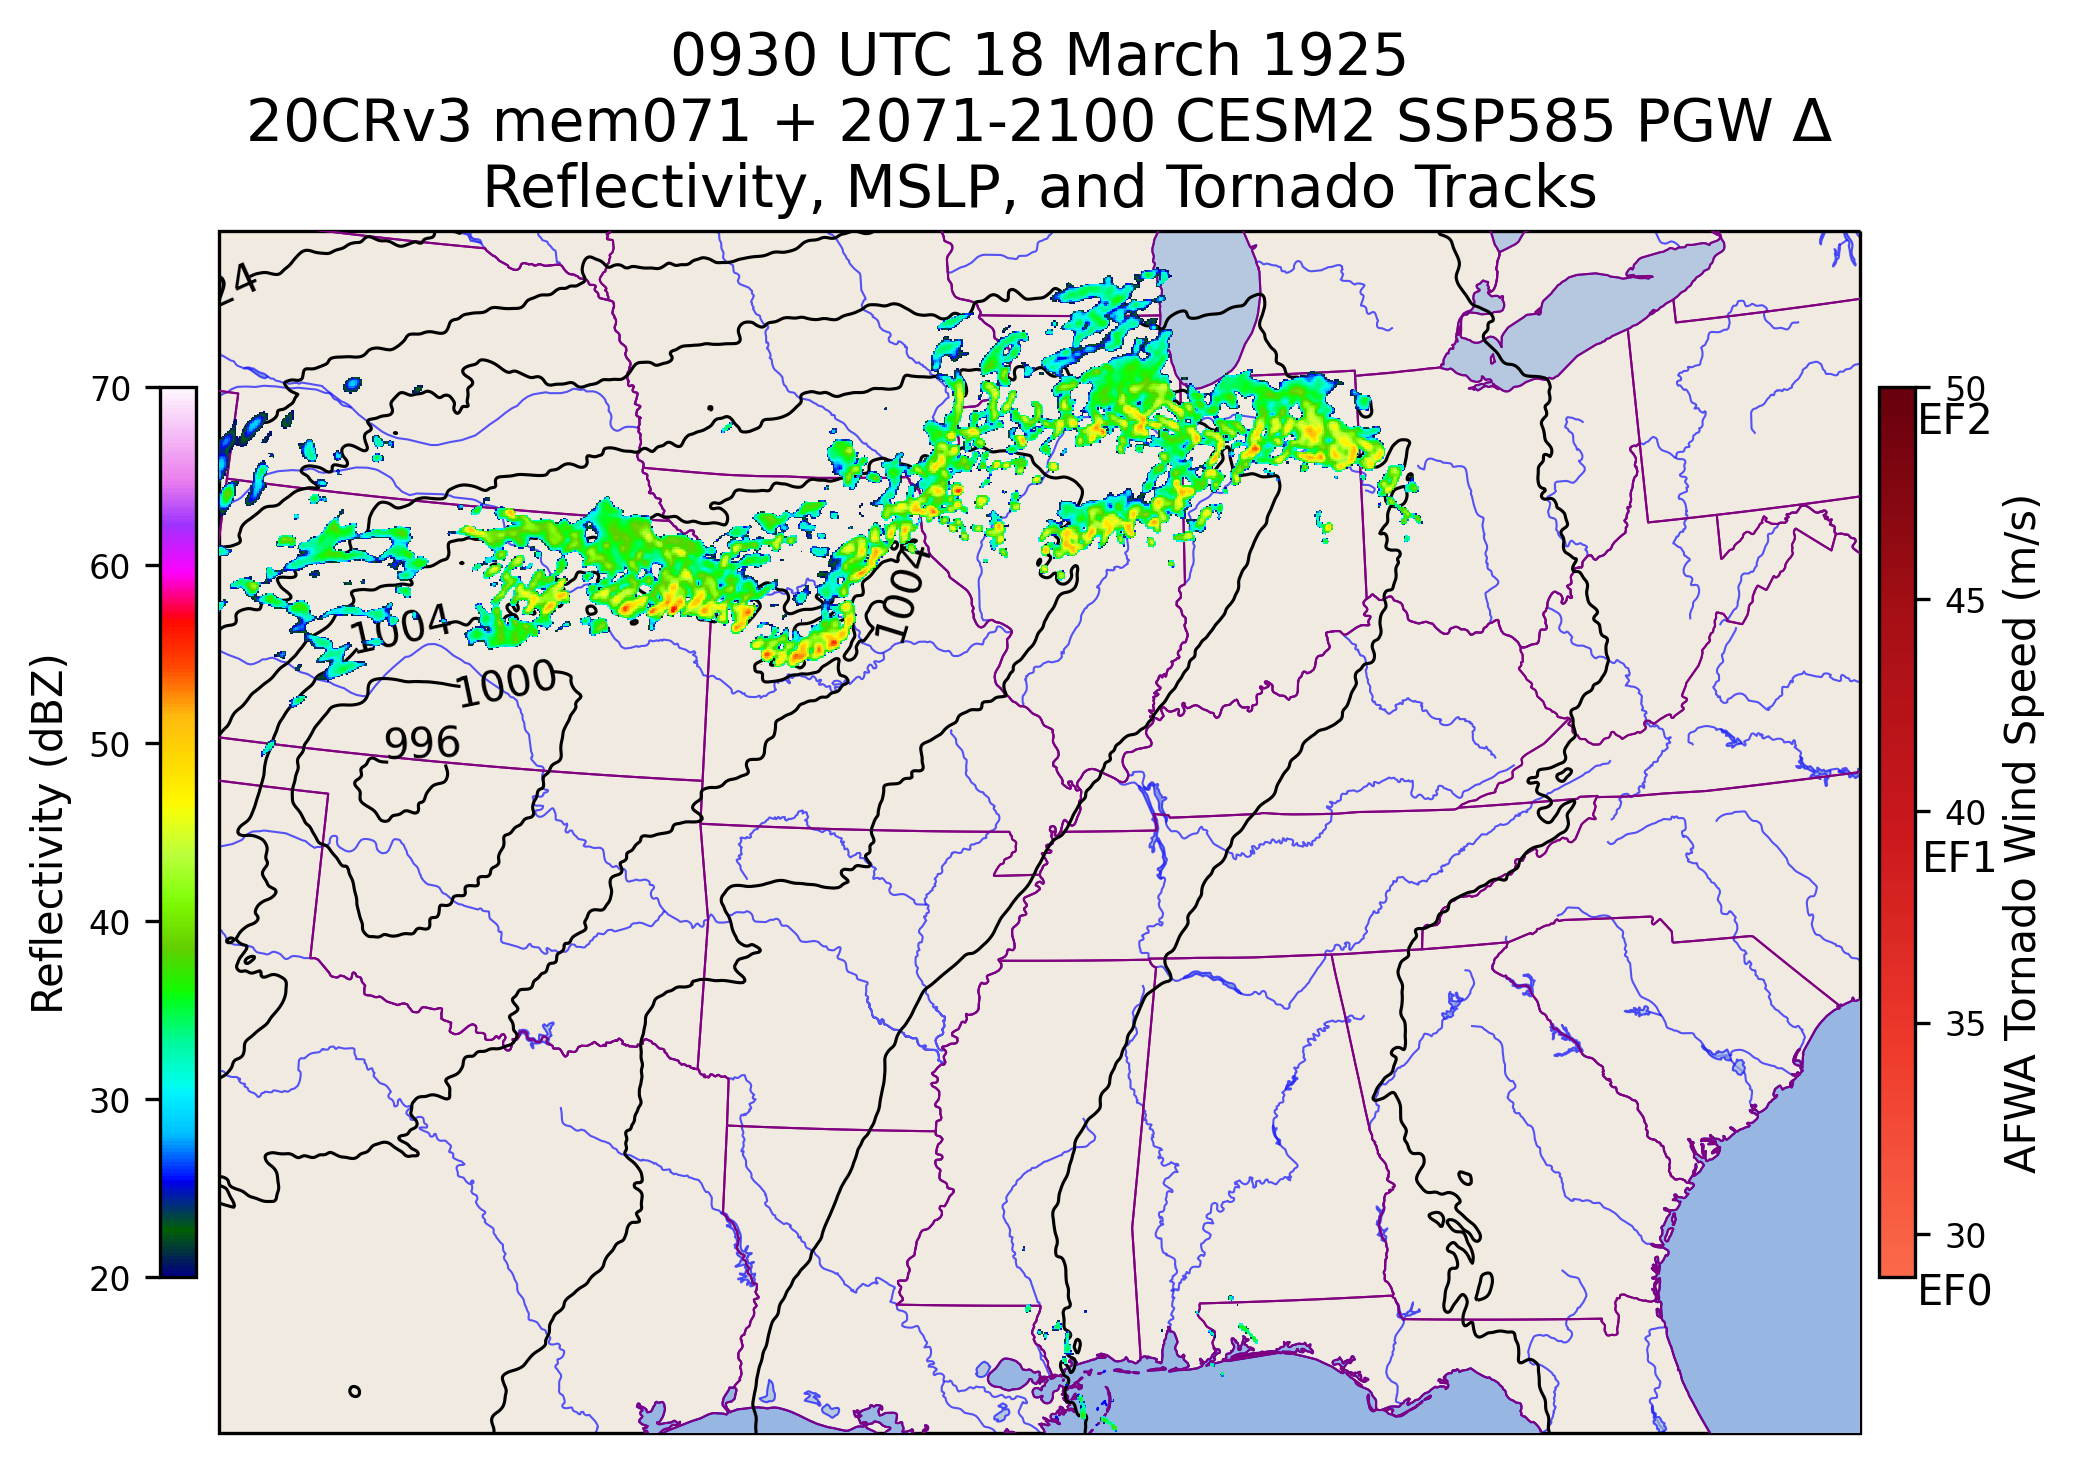 0930 UTC 18 March 1925
20CRv3 mem071 + 2071-2100 CESM2 SSP585 PGW Δ
Reflectivity, MSLP, and Tornado Tracks
24
1004
1004
1000
996
70
60
50
40
30
20
Reflectivity (dBZ)
50
EF2
45
40
EF1
35
30
EF0
AFWA Tornado Wind Speed (m/s)